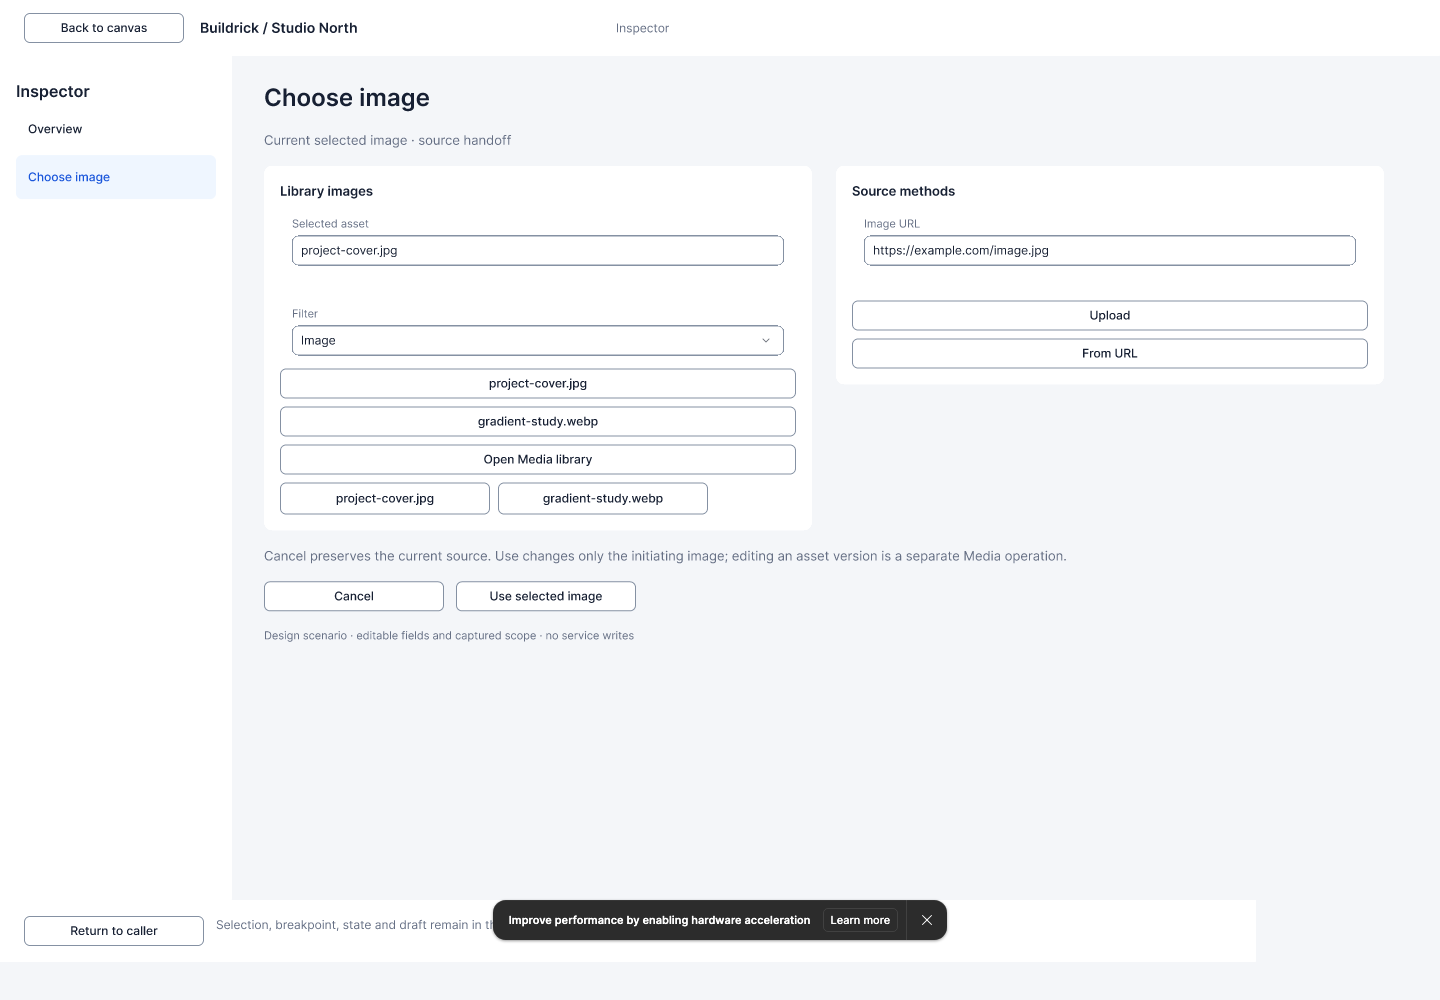 Back to canvas
Buildrick / Studio North
Inspector
Inspector
Overview
Choose image
Choose image
Current selected image · source handoff
Library images
Selected asset
project-cover.jpg
Filter
Image
project-cover.jpg
gradient-study.webp
Open Media library
project-cover.jpg
gradient-study.webp
Source methods
Image URL
https://example.com/image.jpg
Upload
From URL
Cancel preserves the current source. Use changes only the initiating image; editing an asset version is a separate Media operation.
Cancel
Use selected image
Design scenario · editable fields and captured scope · no service writes
Return to caller
Selection, breakpoint, state and draft remain in
Improve performance by enabling hardware acceleration
Learn more